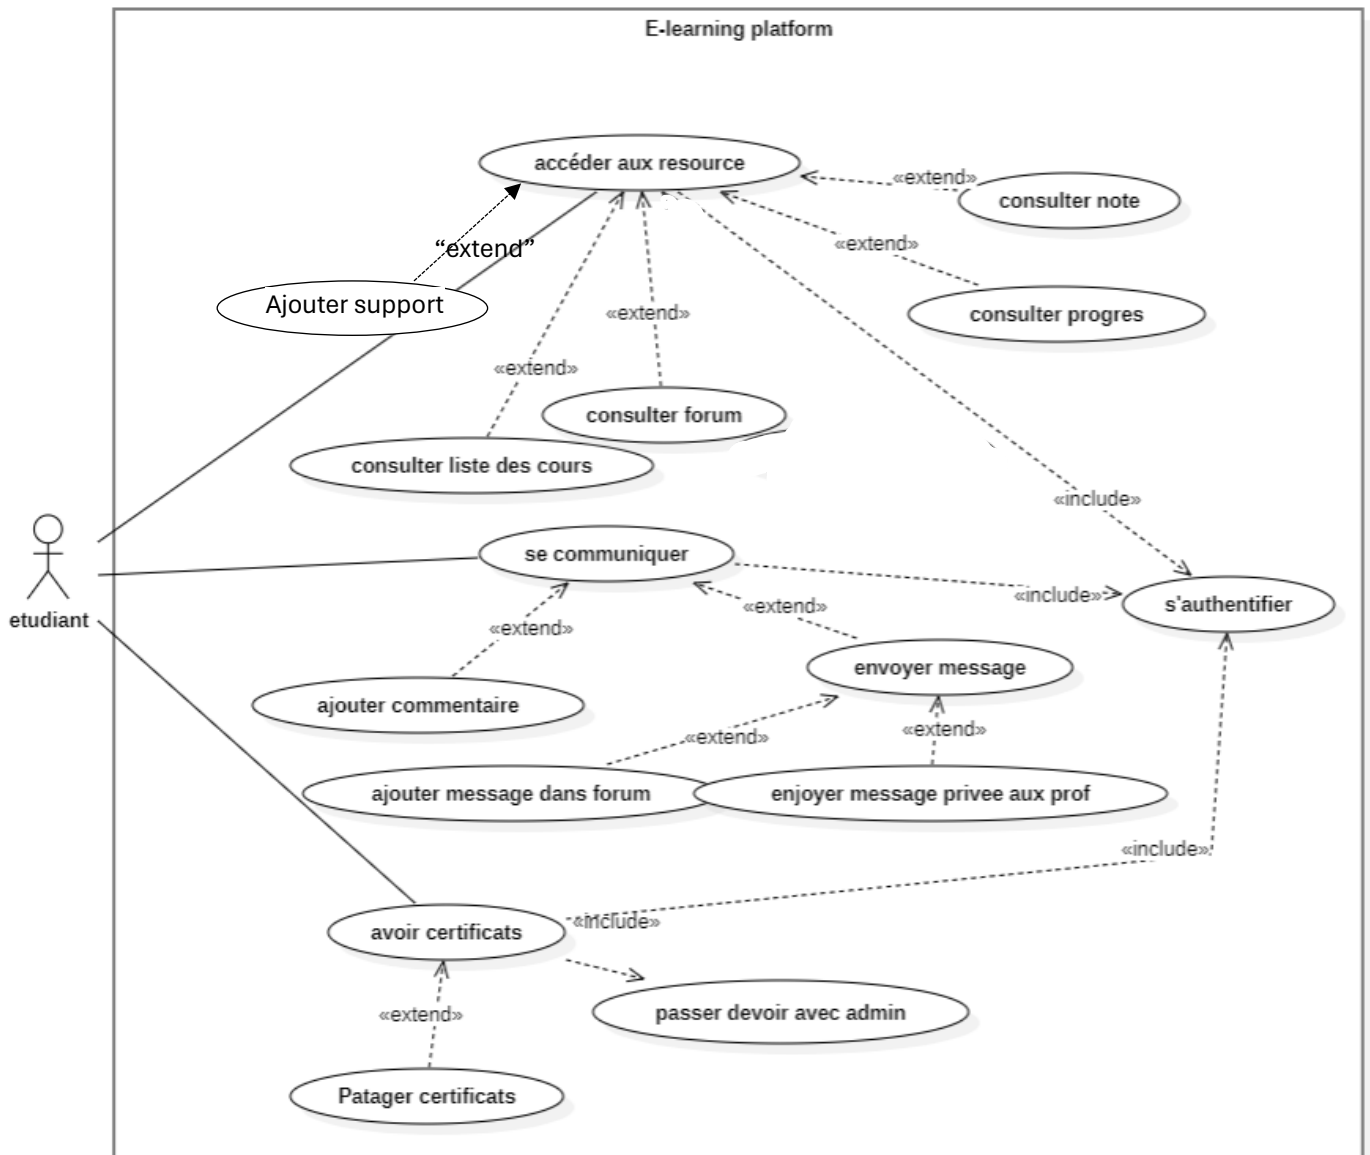 E-learning platform
accéder aux resource
«extend»
consulter note
“extend”
«extend»
Ajouter support
«extend»
consulter progres
«extend»
consulter forum
consulter liste des cours
«include»
se communiquer
«include»
s'authentifier
etudiant
«extend»
«extend»
envoyer message
ajouter commentaire
«extend»
«extend»
ajouter message dans forum
enjoyer message privee aux prof
«include»
«include»
avoir certificats
passer devoir avec admin
«extend»
Patager certificats